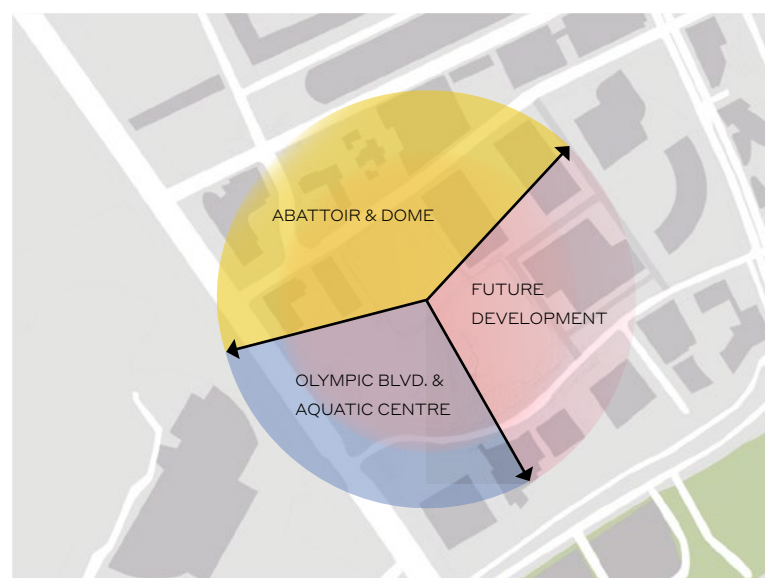 ABATTOIR & DOME
FUTURE
DEVELOPMENT
OLYMPIC BLVD. &
AQUATIC CENTRE